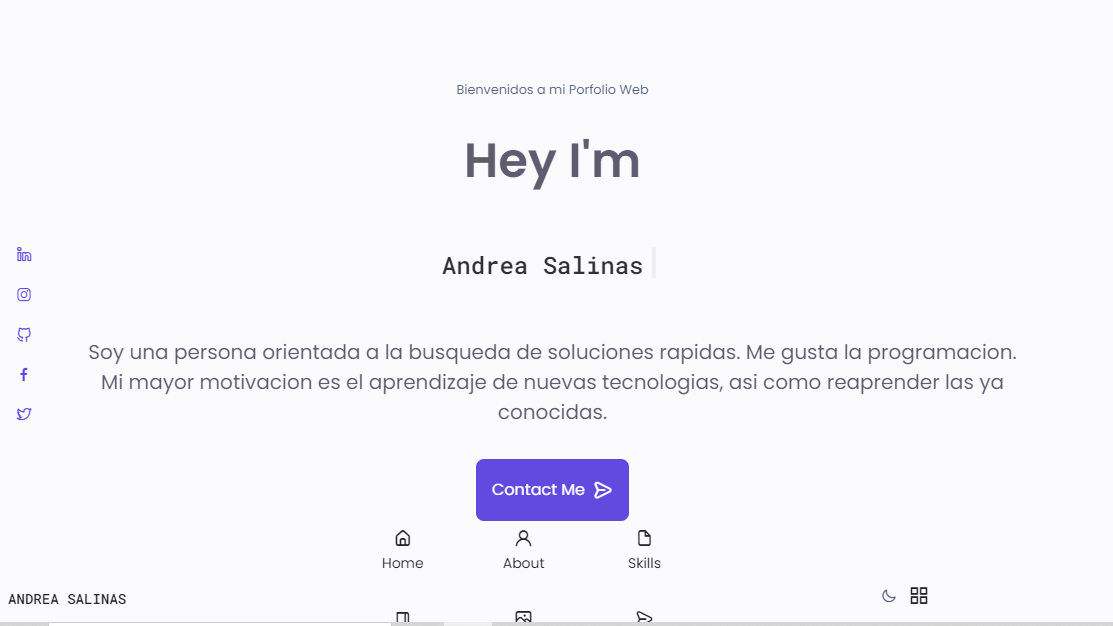 Bienvenidos a mi Porfolio Web
Hey I'm
Andrea Salinas
Soy una persona orientada a la busqueda de soluciones rapidas. Me gusta la programacion.
Mi mayor motivacion es el aprendizaje de nuevas tecnologias, asi como reaprender las ya
conocidas.
Contact Me
Home About Skills
ANDREA SALINAS